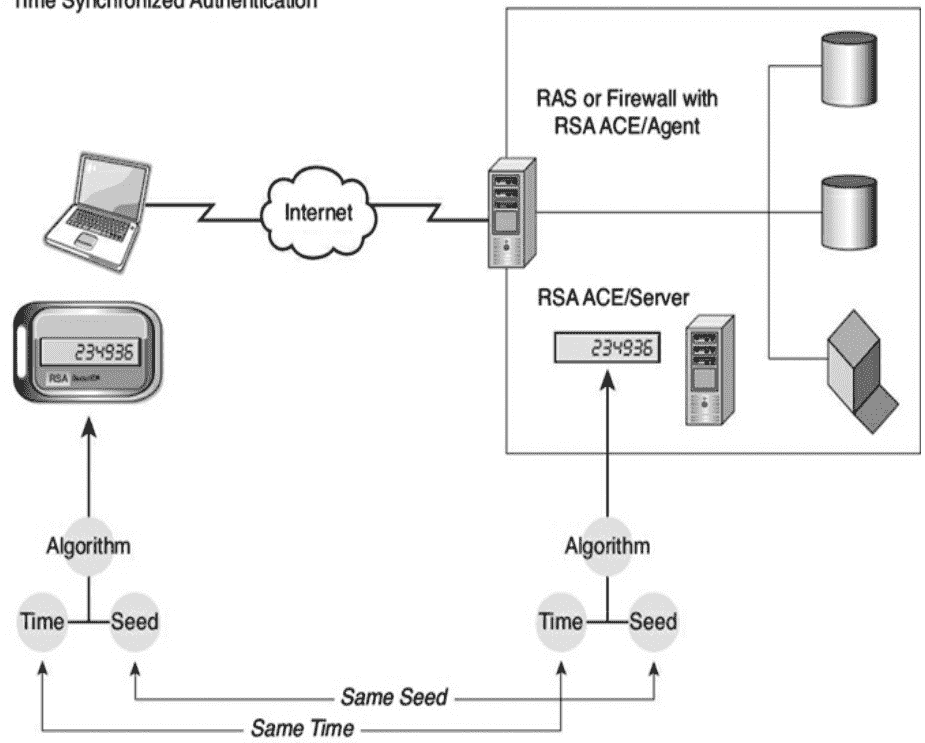 Time Synchronized Authentication
RAS or Firewall with
RSA ACE/Agent
Internet
RSA ACE/Server
234936
234936
RSA
Algorithm
Algorithm
Time
Seed
Time
Seed
Same Seed
Same Time